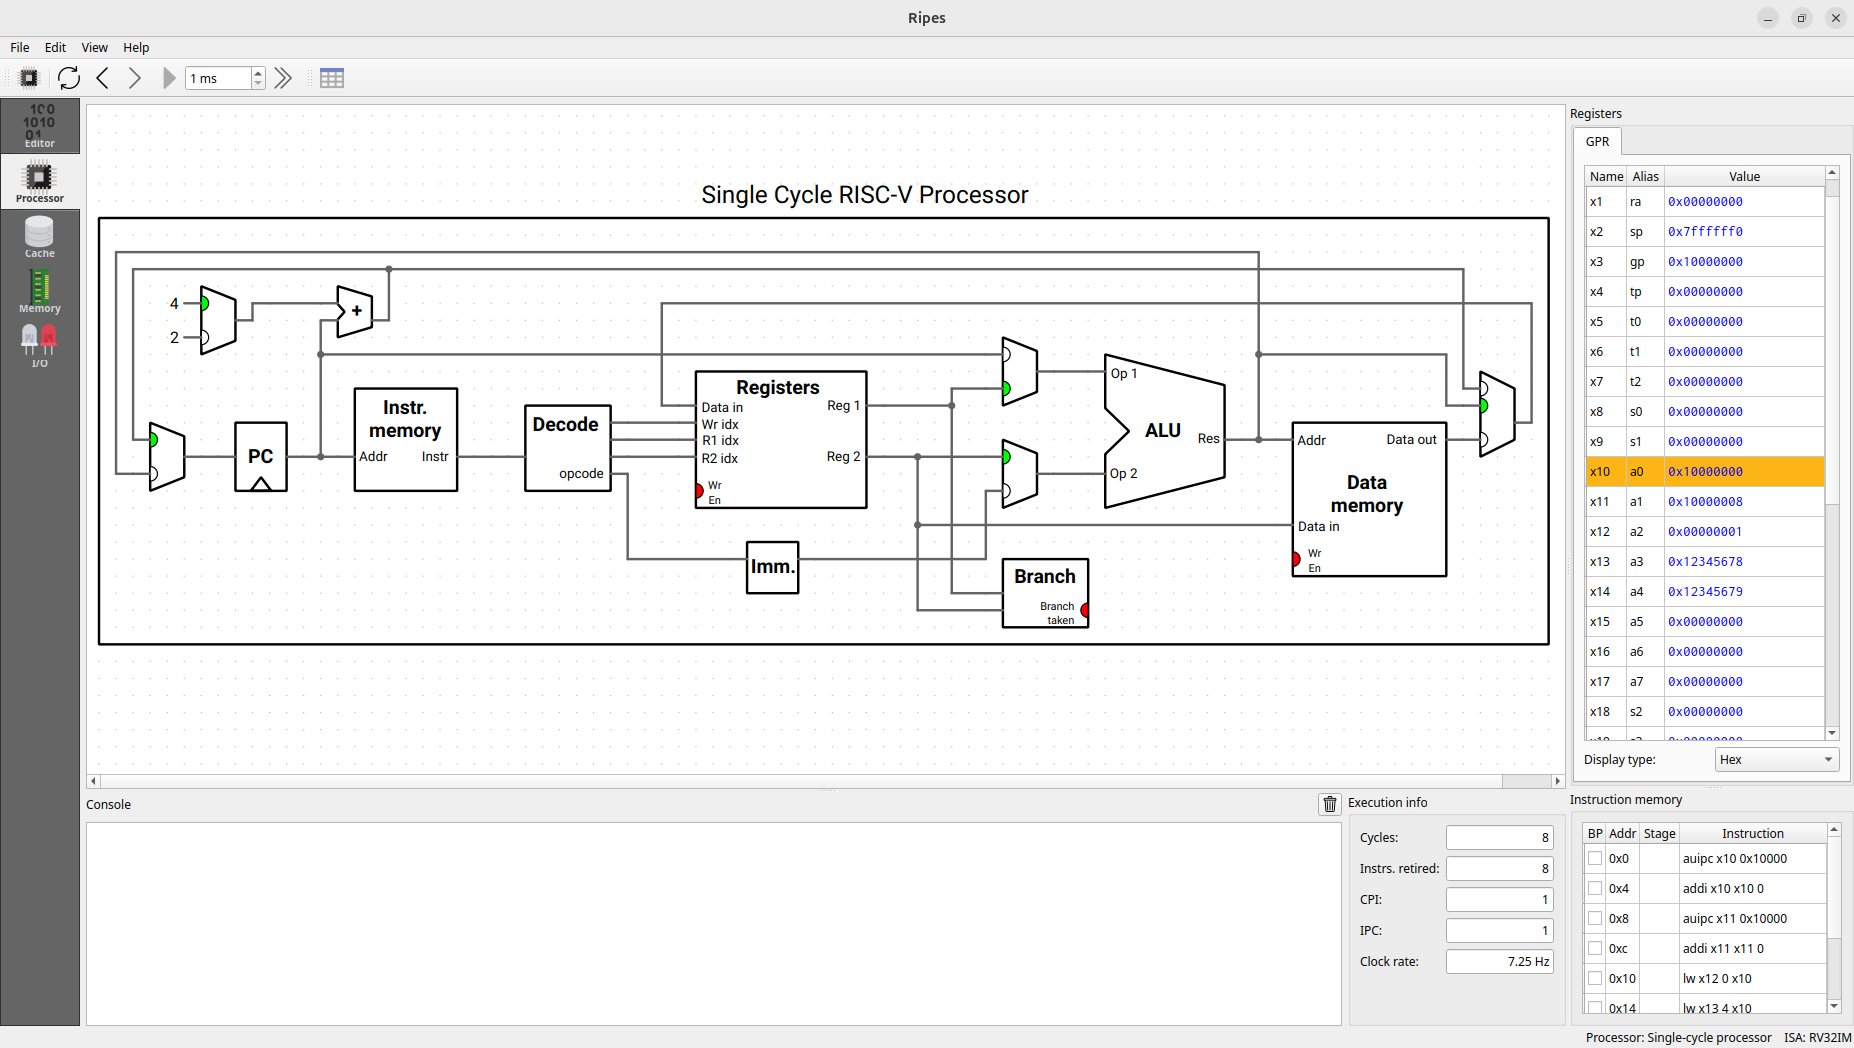 Ripes
File Edit View Help
1 ms
100
1010
01
Editor
Processor
Cache
Memory
I/O
Single Cycle RISC-V Processor
4
2
+
PC
Instr.
memory
Addr
Instr
Decode
opcode
Registers
Data in
Wr idx
R1 idx
R2 idx
Reg 1
Reg 2
Wr
En
Imm.
Op 1
Op 2
ALU
Res
Branch
Branch
taken
Addr
Data out
Data
memory
Data in
Wr
En
Registers
GPR
Name Alias Value
x1 ra 0x00000000
x2 sp 0x7ffffff0
x3 gp 0x10000000
x4 tp 0x00000000
x5 t0 0x00000000
x6 t1 0x00000000
x7 t2 0x00000000
x8 s0 0x00000000
x9 s1 0x00000000
x10 a0 0x10000000
x11 a1 0x10000008
x12 a2 0x00000001
x13 a3 0x12345678
x14 a4 0x12345679
x15 a5 0x00000000
x16 a6 0x00000000
x17 a7 0x00000000
x18 s2 0x00000000
Display type: Hex
Console
Execution info
Cycles: 8
Instrs. retired: 8
CPI: 1
IPC: 1
Clock rate: 7.25 Hz
Instruction memory
BP Addr Stage Instruction
0x0 auipc x10 0x10000
0x4 addi x10 x10 0
0x8 auipc x11 0x10000
0xc addi x11 x11 0
0x10 lw x12 0 x10
0x14 lw x13 4 x10
Processor: Single-cycle processor ISA: RV32IM